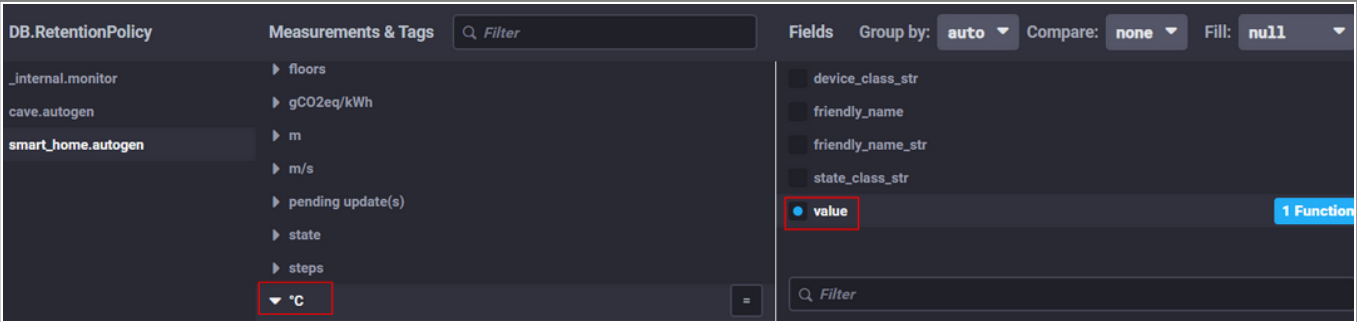 DB.RetentionPolicy
_internal.monitor
cave.autogen
smart_home.autogen
Measurements & Tags
Filter
floors
gCO2eq/kWh
m
m/s
pending update(s)
state
steps
°C
=
Fields Group by: auto Compare: none Fill: null
device_class_str
friendly_name
friendly_name_str
state_class_str
value
1 Function
Filter